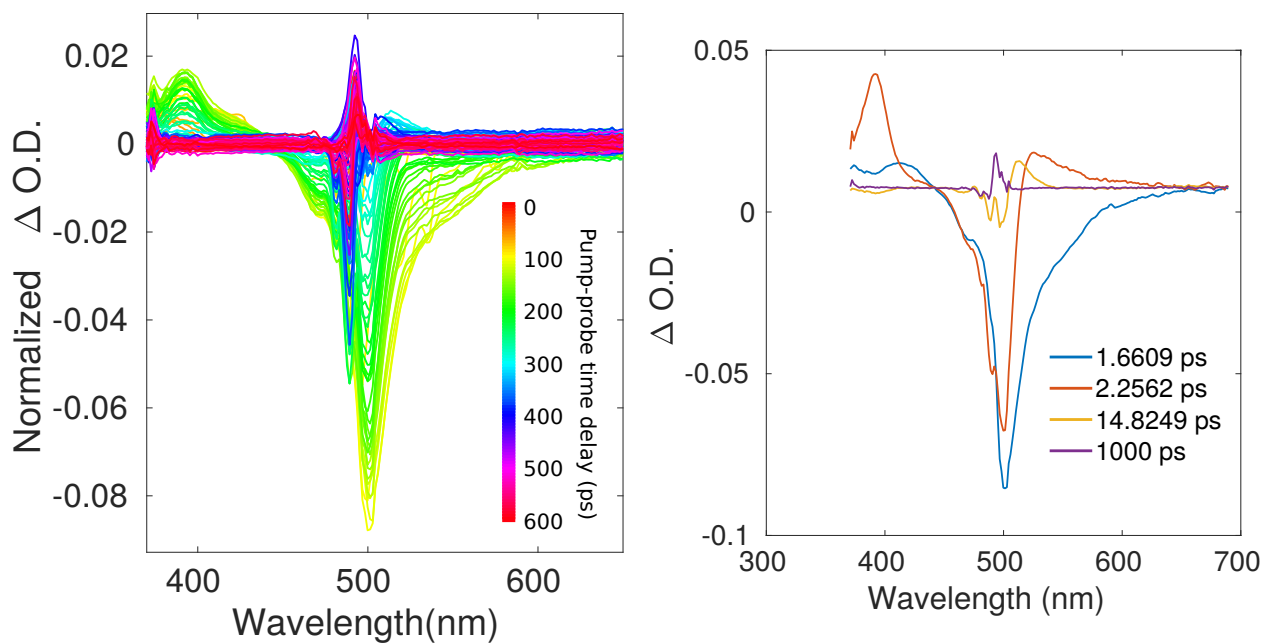 Normalized Δ O.D.
0.02
0
-0.02
-0.04
-0.06
-0.08
400
500
600
Wavelength(nm)
0
100
200
300
400
500
600
Pump-probe time delay (ps)
Δ O.D.
0.05
0
-0.05
-0.1
300
400
500
600
700
Wavelength (nm)
1.6609 ps
2.2562 ps
14.8249 ps
1000 ps